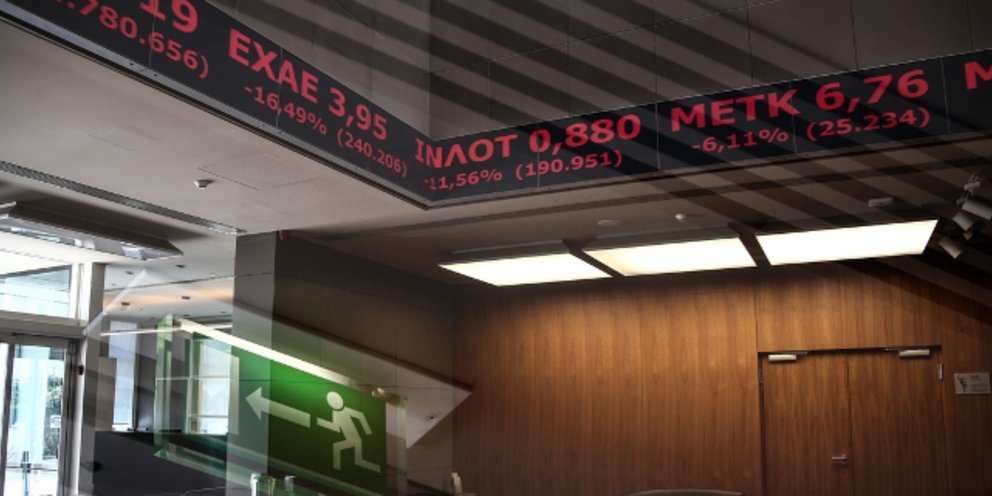 19
.780.656)
ΕΧΑΕ 3,95
-16,49% (240.206)
ΙΝΛΟΤ 0,880
-11,56% (190.951)
ΜΕΤΚ 6,76
-6,11% (25.234)
Μ